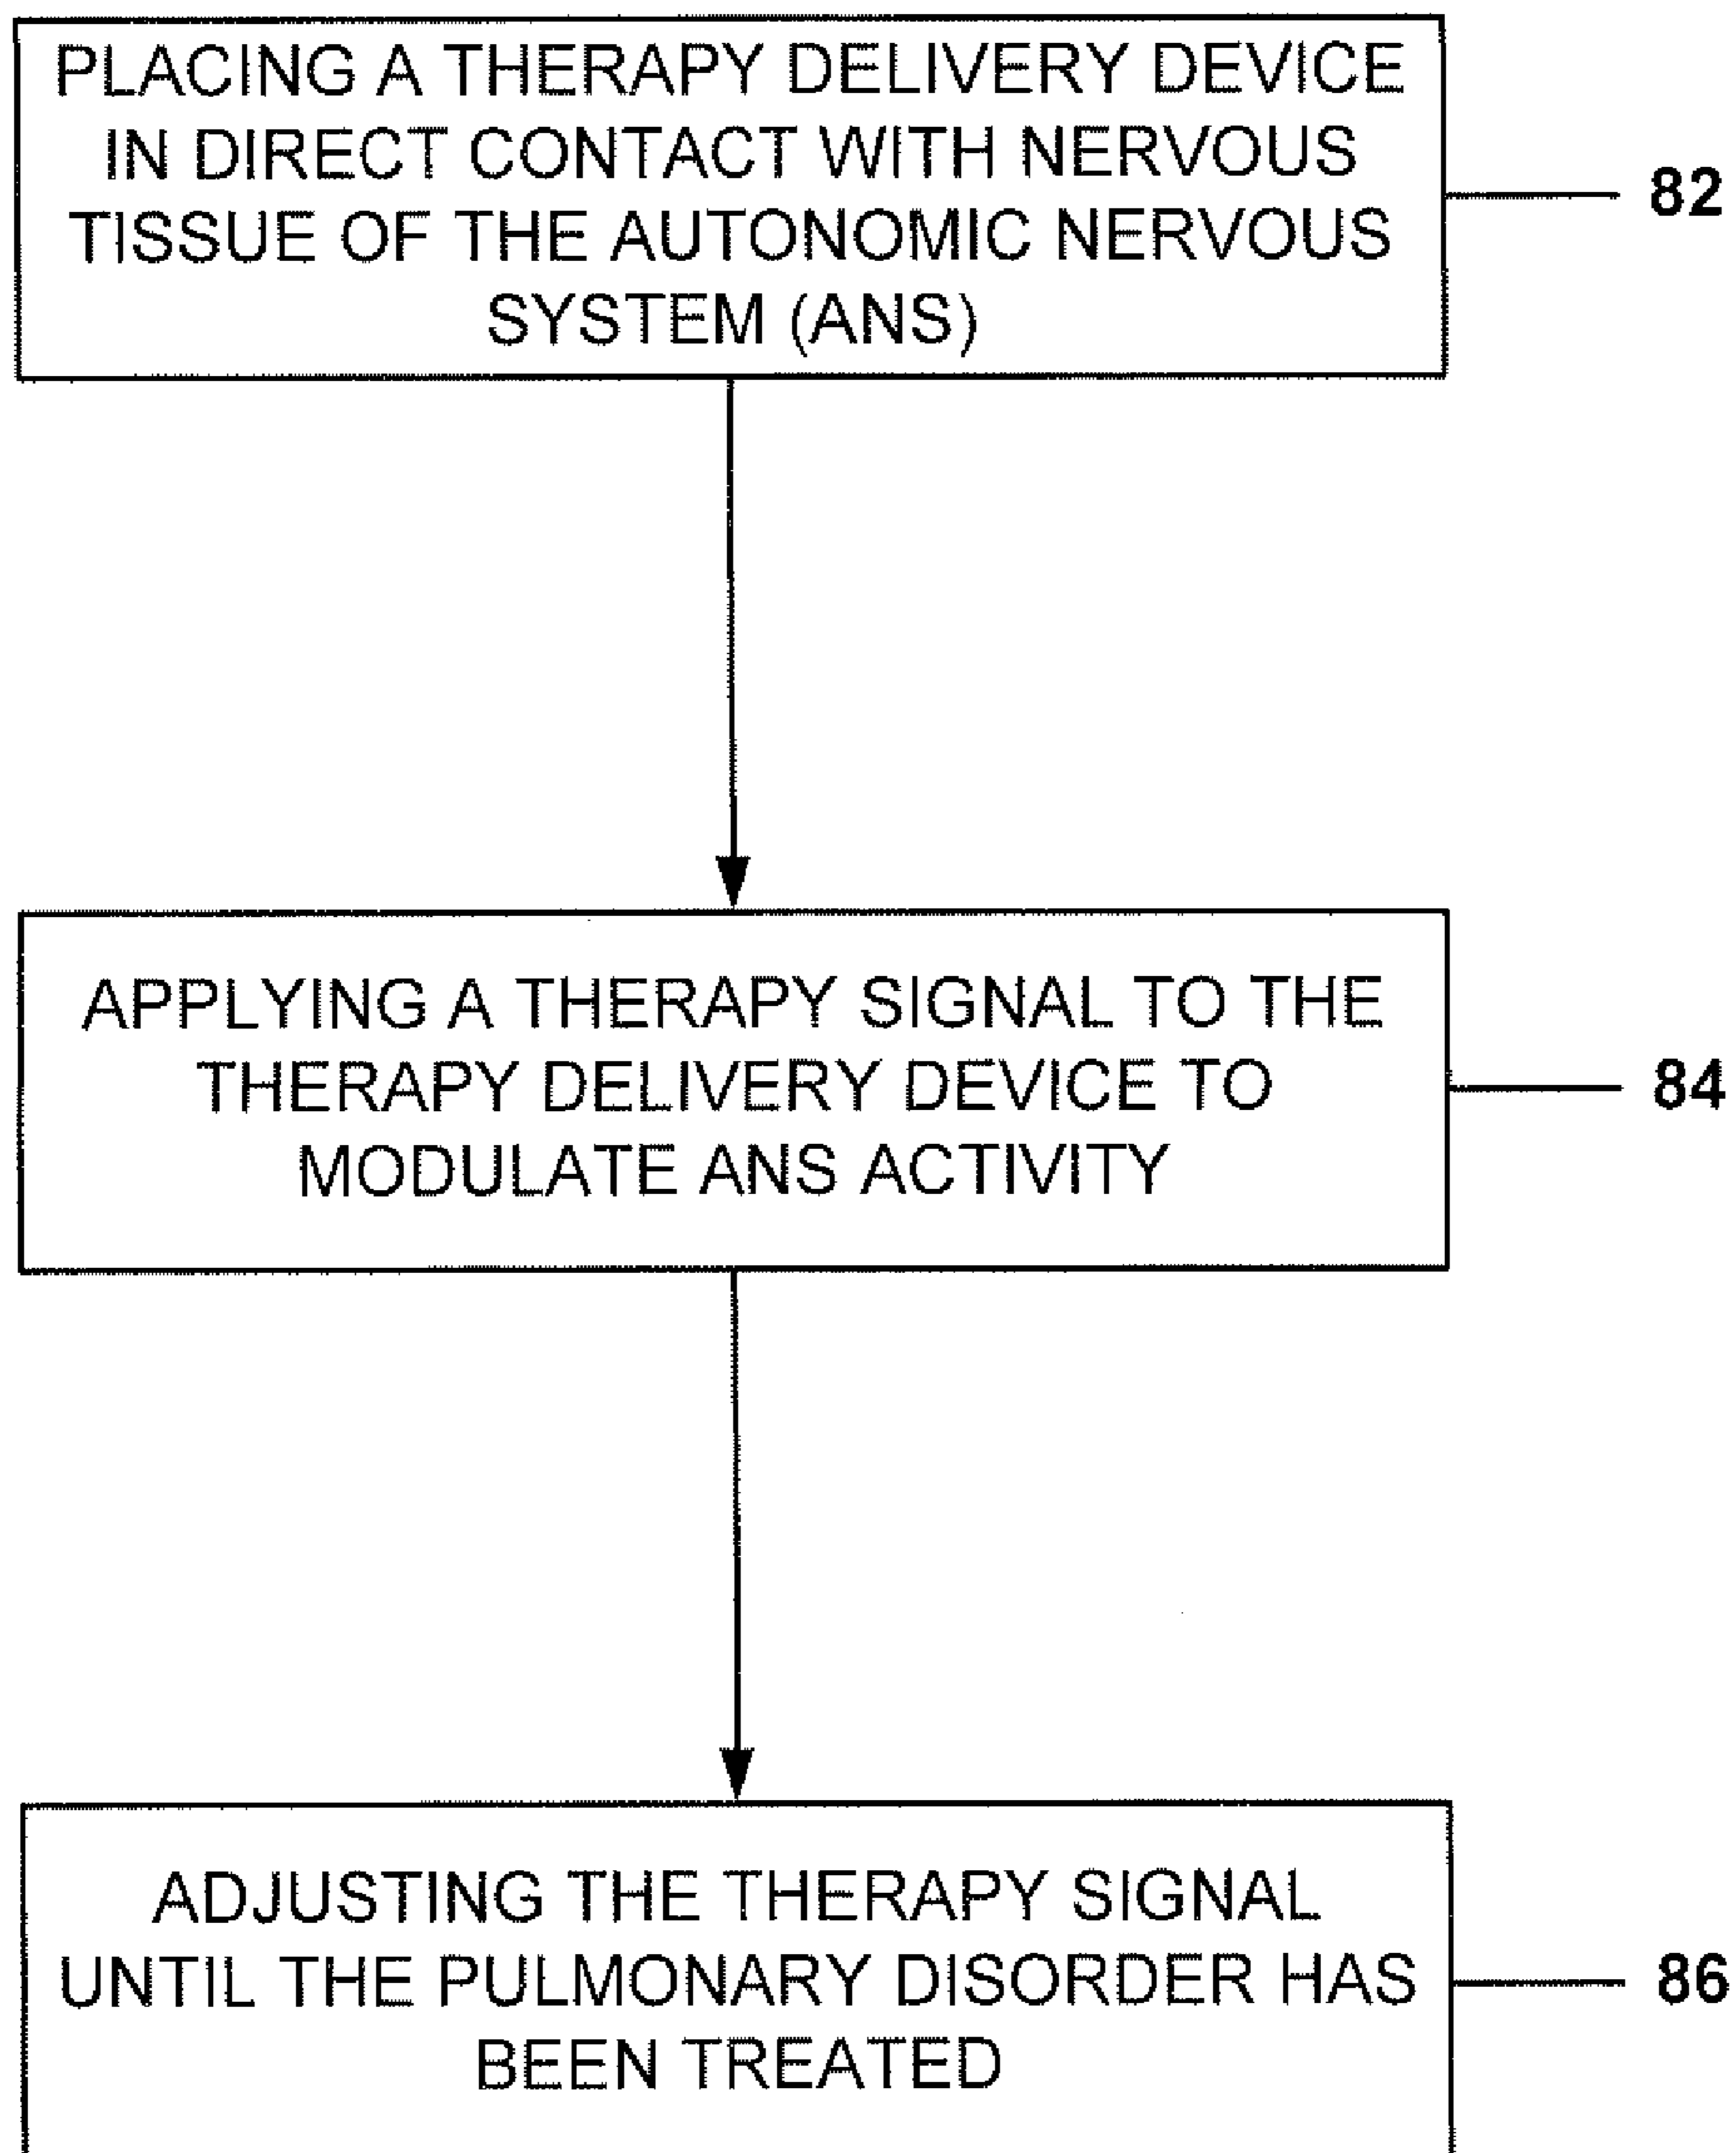 PLACING A THERAPY DELIVERY DEVICE
IN DIRECT CONTACT WITH NERVOUS
TISSUE OF THE AUTONOMIC NERVOUS
SYSTEM (ANS)
82
APPLYING A THERAPY SIGNAL TO THE
THERAPY DELIVERY DEVICE TO
MODULATE ANS ACTIVITY
84
ADJUSTING THE THERAPY SIGNAL
UNTIL THE PULMONARY DISORDER HAS
BEEN TREATED
86